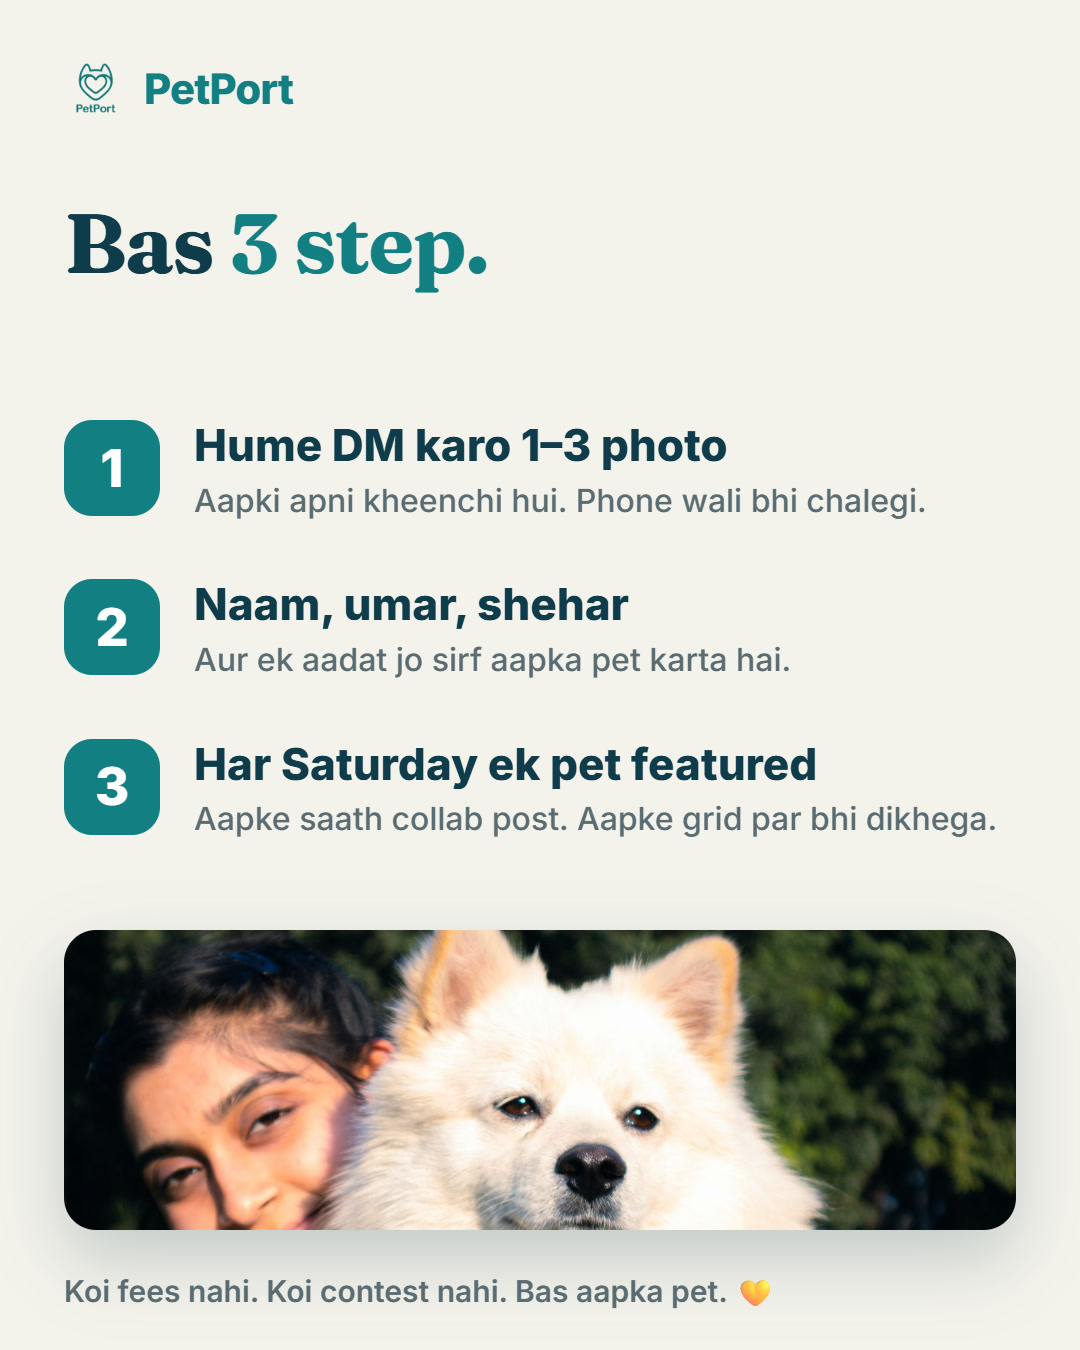 PetPort
PetPort
Bas 3 step.
1
Hume DM karo 1–3 photo
Aapki apni kheenchi hui. Phone wali bhi chalegi.
2
Naam, umar, shehar
Aur ek aadat jo sirf aapka pet karta hai.
3
Har Saturday ek pet featured
Aapke saath collab post. Aapke grid par bhi dikhega.
Koi fees nahi. Koi contest nahi. Bas aapka pet. 💛